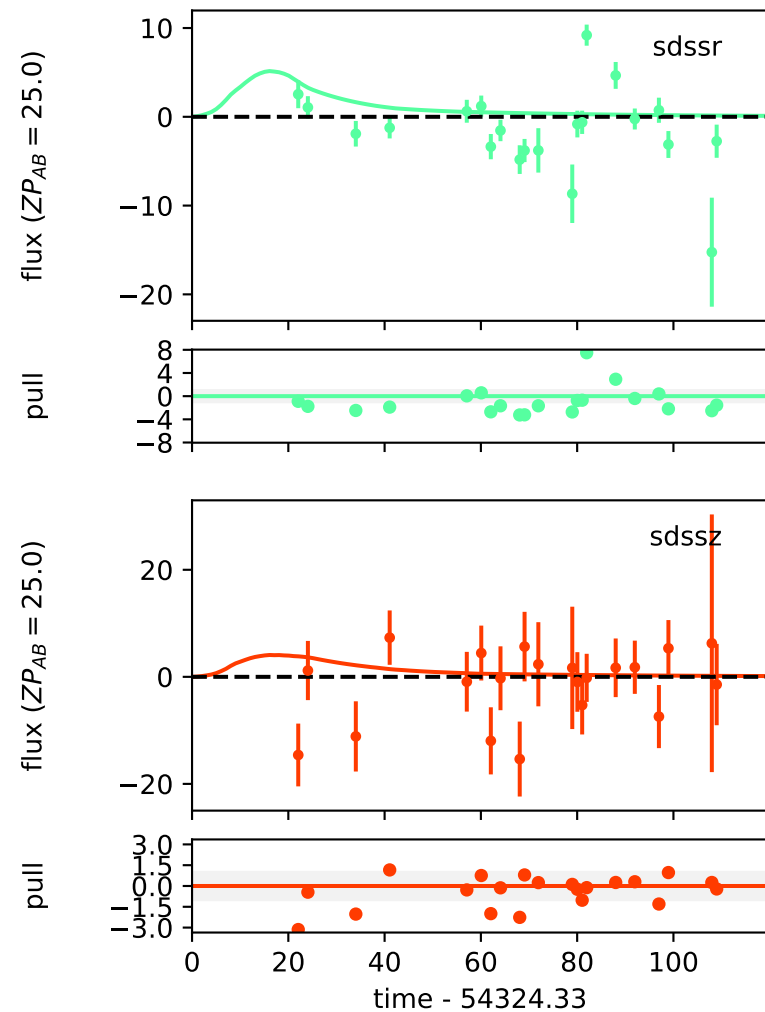 10
0
−10
−20
flux (ZP_AB = 25.0)
sdssr
8
4
0
−4
−8
pull
20
0
−20
flux (ZP_AB = 25.0)
sdssz
3.0
1.5
0.0
−1.5
−3.0
pull
0 20 40 60 80 100
time - 54324.33